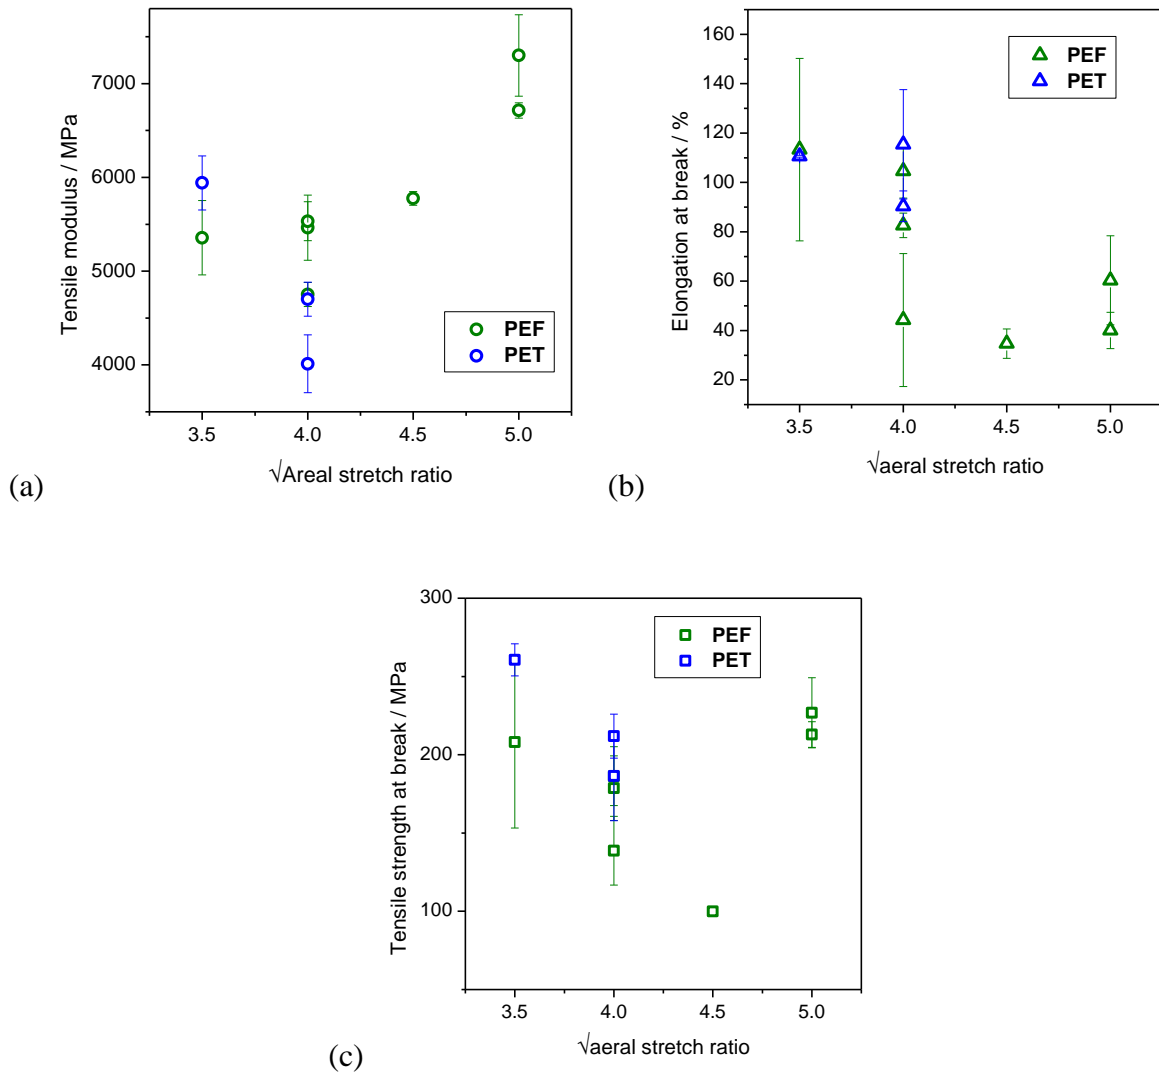 7000
6000
5000
4000
Tensile modulus / MPa
PEF
PET
3.5 4.0 4.5 5.0
√Areal stretch ratio
(a)
160
140
120
100
80
60
40
20
Elongation at break / %
PEF
PET
3.5 4.0 4.5 5.0
√aeral stretch ratio
(b)
300
200
100
Tensile strength at break / MPa
PEF
PET
3.5 4.0 4.5 5.0
√aeral stretch ratio
(c)